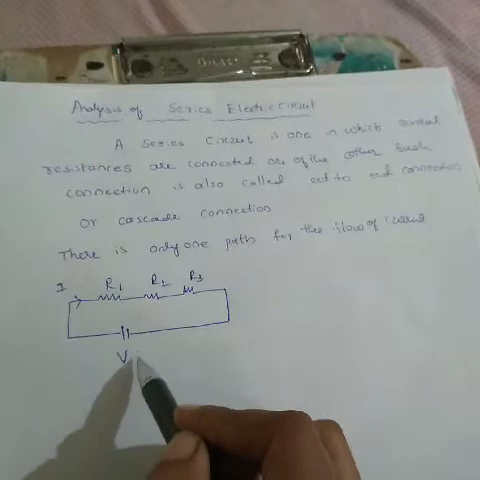 Analysis of Series Electric Circuit
A Series Circuit is one in which several
resistances are connected one of the other Such
connection is also called end to end connection
or cascade connection
There is only one path for the flow of Current
I R1 R2 R3
V